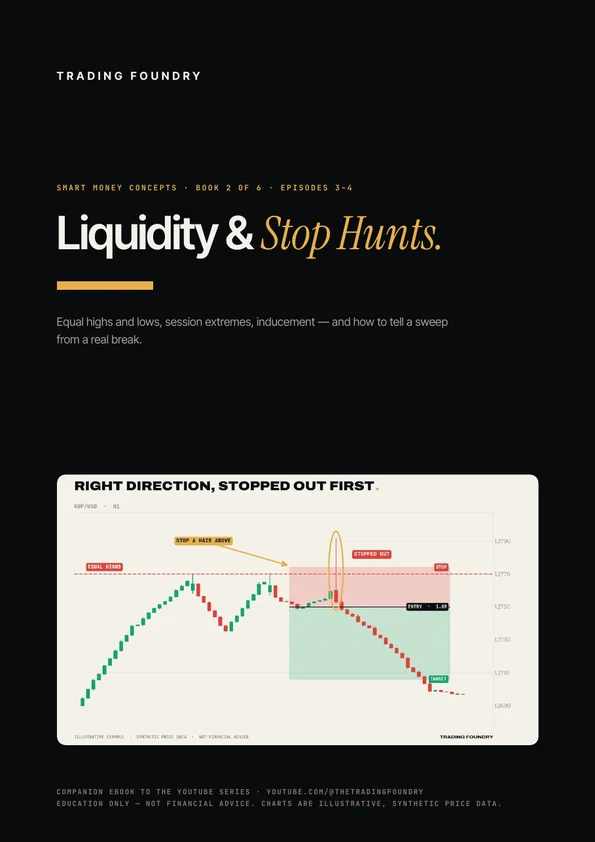 TRADING FOUNDRY
SMART MONEY CONCEPTS · BOOK 2 OF 6 · EPISODES 3–4
Liquidity & Stop Hunts.
Equal highs and lows, session extremes, inducement — and how to tell a sweep
from a real break.
RIGHT DIRECTION, STOPPED OUT FIRST.
GBP/USD · H1
STOP A HAIR ABOVE
1.2790
STOPPED OUT
EQUAL HIGHS
STOP
1.2770
ENTRY · 1.8R
1.2750
1.2730
1.2710
TARGET
1.2690
ILLUSTRATIVE EXAMPLE · SYNTHETIC PRICE DATA · NOT FINANCIAL ADVICE
TRADING FOUNDRY
COMPANION EBOOK TO THE YOUTUBE SERIES · YOUTUBE.COM/@THETRADINGFOUNDRY
EDUCATION ONLY — NOT FINANCIAL ADVICE. CHARTS ARE ILLUSTRATIVE, SYNTHETIC PRICE DATA.